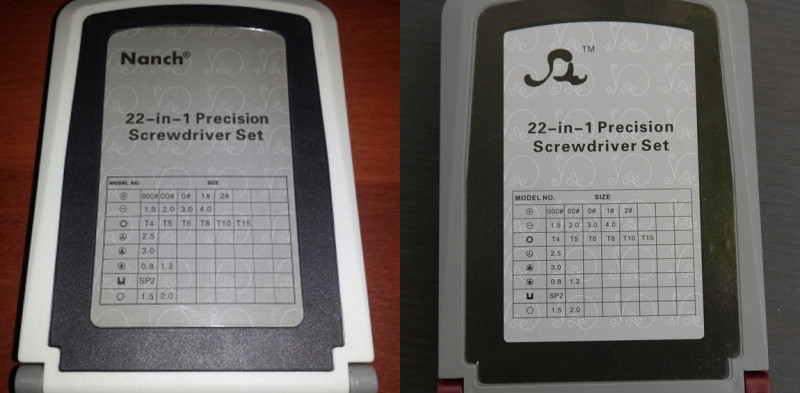 Nanch®
22-in-1 Precision
Screwdriver Set
MODEL NO. SIZE
000# 00# 0# 1# 2#
1.5 2.0 3.0 4.0
T4 T5 T6 T8 T10 T15
2.5
3.0
0.8 1.2
SP2
1.5 2.0
TM
22-in-1 Precision
Screwdriver Set
MODEL NO. SIZE
000# 00# 0# 1# 2#
1.5 2.0 3.0 4.0
T4 T5 T6 T8 T10 T15
2.5
3.0
0.8 1.2
SP2
1.5 2.0